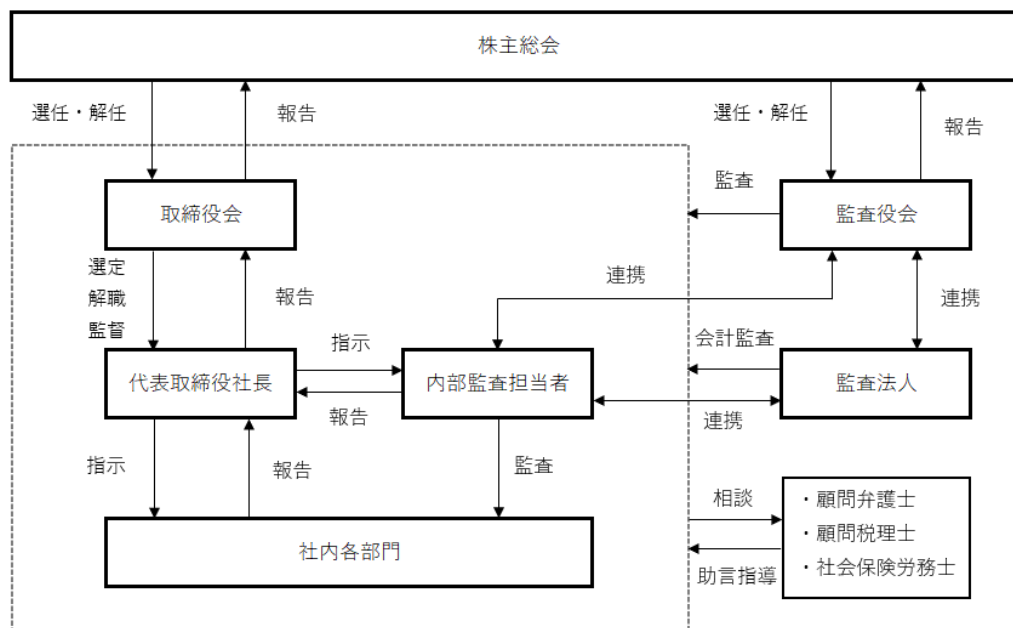 株主総会
選任・解任
報告
選任・解任
報告
取締役会
監査
監査役会
選定
解職
監督
報告
連携
連携
代表取締役社長
指示
報告
内部監査担当者
会計監査
連携
監査法人
指示
報告
監査
社内各部門
相談
助言指導
・顧問弁護士
・顧問税理士
・社会保険労務士